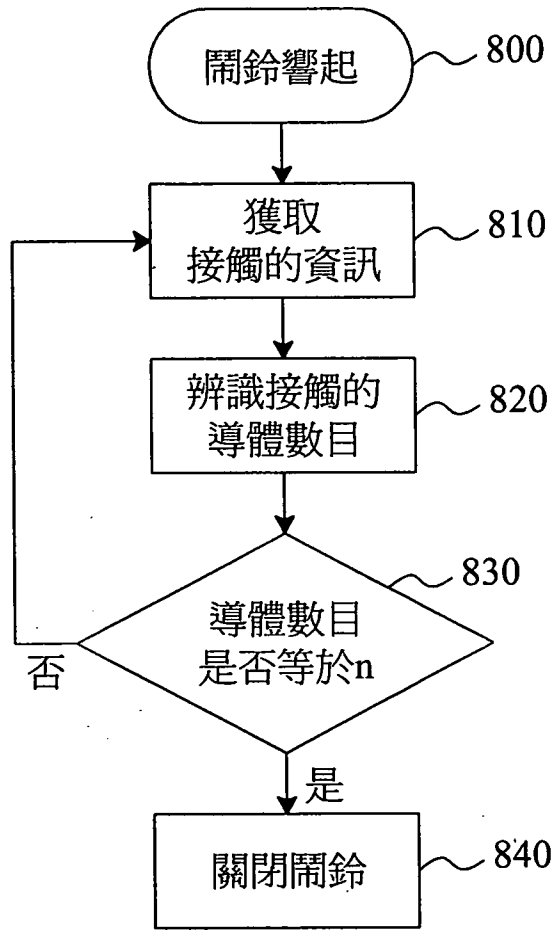 鬧鈴響起
800
獲取
接觸的資訊
810
辨識接觸的
導體數目
820
830
導體數目
是否等於n
否
是
關閉鬧鈴
840